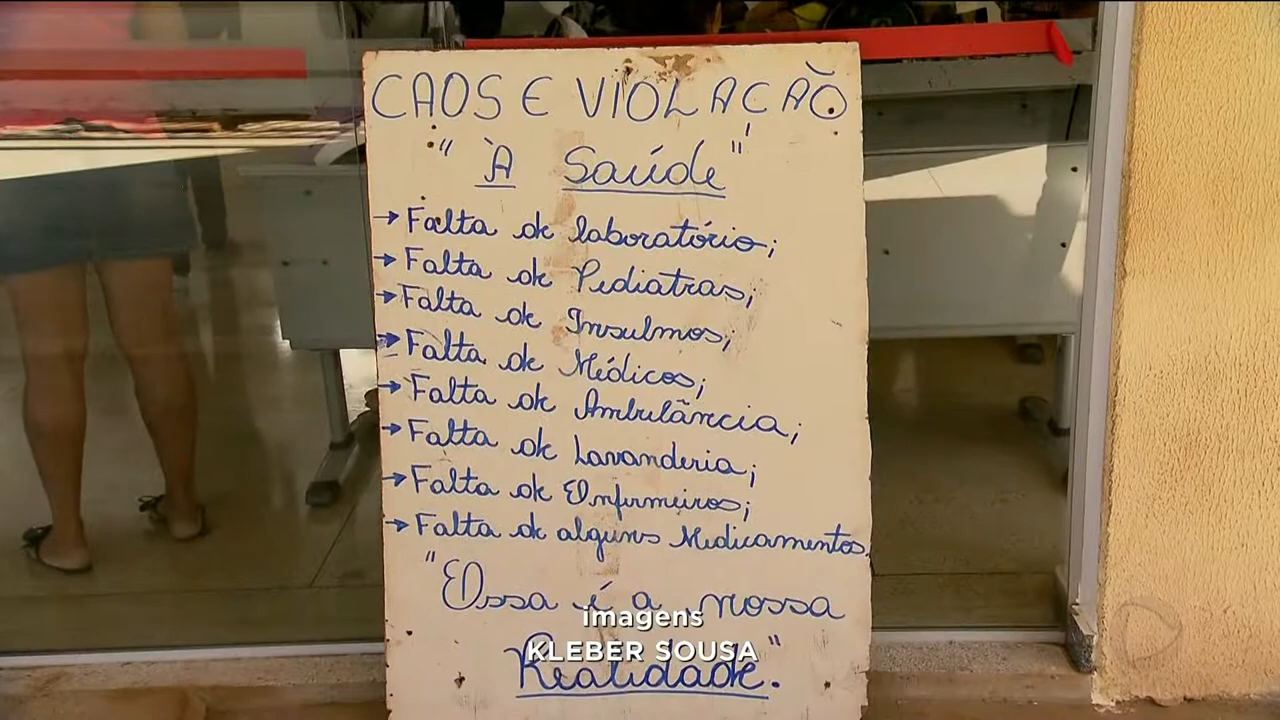 CAOS E VIOLAÇÃO
"À Saúde"
→ Falta de laboratório;
→ Falta de Pediatras;
→ Falta de Insulmos;
→ Falta de Médicos;
→ Falta de Ambulância;
→ Falta de Lavanderia;
→ Falta de Enfermeiros;
→ Falta de alguns Medicamentos.
"Essa é a nossa
imagens
KLEBER SOUSA
Realidade".